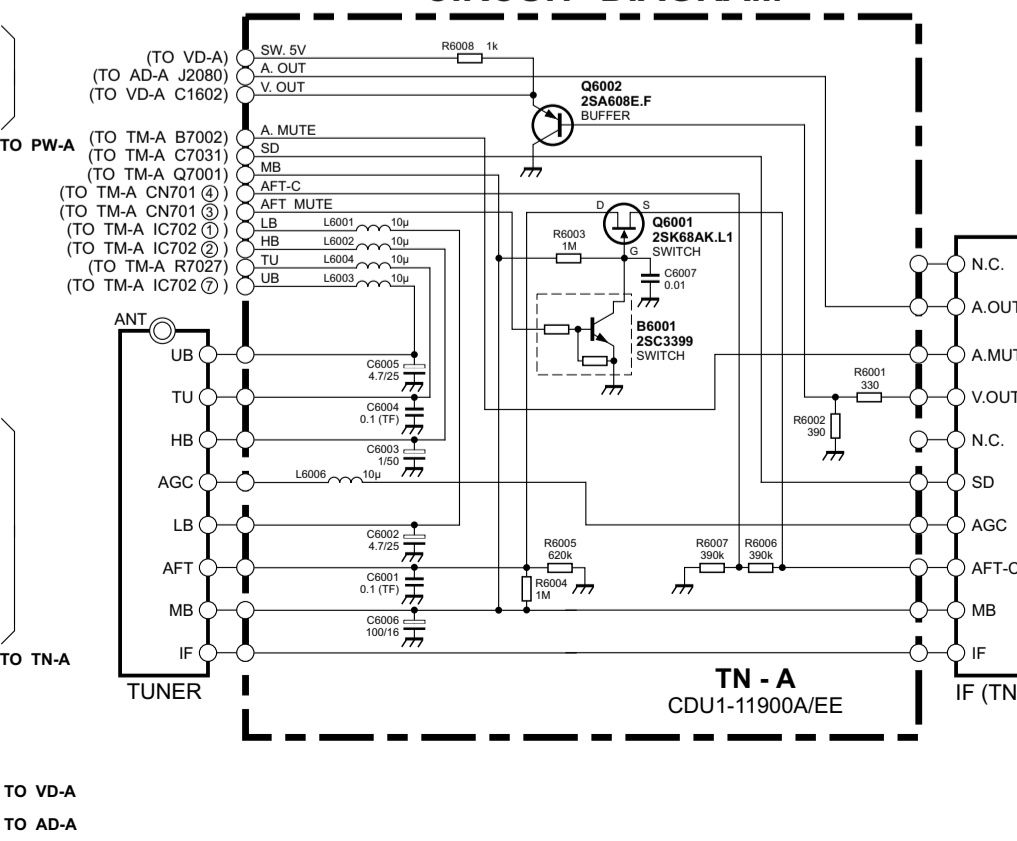 (TO VD-A) SW. 5V R6008 1k
(TO AD-A J2080) A. OUT
(TO VD-A C1602) V. OUT
Q6002
2SA608E.F
BUFFER
TO PW-A
(TO TM-A B7002) A. MUTE
(TO TM-A C7031) SD
(TO TM-A Q7001) MB
(TO TM-A CN701 ④ ) AFT-C
(TO TM-A CN701 ③ ) AFT MUTE
(TO TM-A IC702 ① ) LB L6001 10μ
(TO TM-A IC702 ② ) HB L6002 10μ
(TO TM-A R7027) TU L6004 10μ
(TO TM-A IC702 ⑦ ) UB L6003 10μ
D S
G
Q6001
2SK68AK.L1
SWITCH
R6003
1M
C6007
0.01
B6001
2SC3399
SWITCH
ANT
UB
TU
HB
AGC
LB
AFT
MB
IF
TUNER
C6005
4.7/25
C6004
0.1 (TF)
C6003
1/50
L6006 10μ
C6002
4.7/25
C6001
0.1 (TF)
C6006
100/16
R6005
620k
R6004
1M
R6007
390k
R6006
390k
R6001
330
R6002
390
N.C.
A.OUT
A.MUT
V.OUT
N.C.
SD
AGC
AFT-C
MB
IF
IF (TN
TN - A
CDU1-11900A/EE
TO TN-A
TO VD-A
TO AD-A